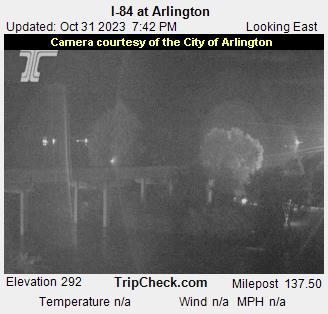 I-84 at Arlington
Updated: Oct 31 2023 7:42 PM Looking East
Camera courtesy of the City of Arlington
Elevation 292 TripCheck.com Milepost 137.50
Temperature n/a Wind n/a MPH n/a